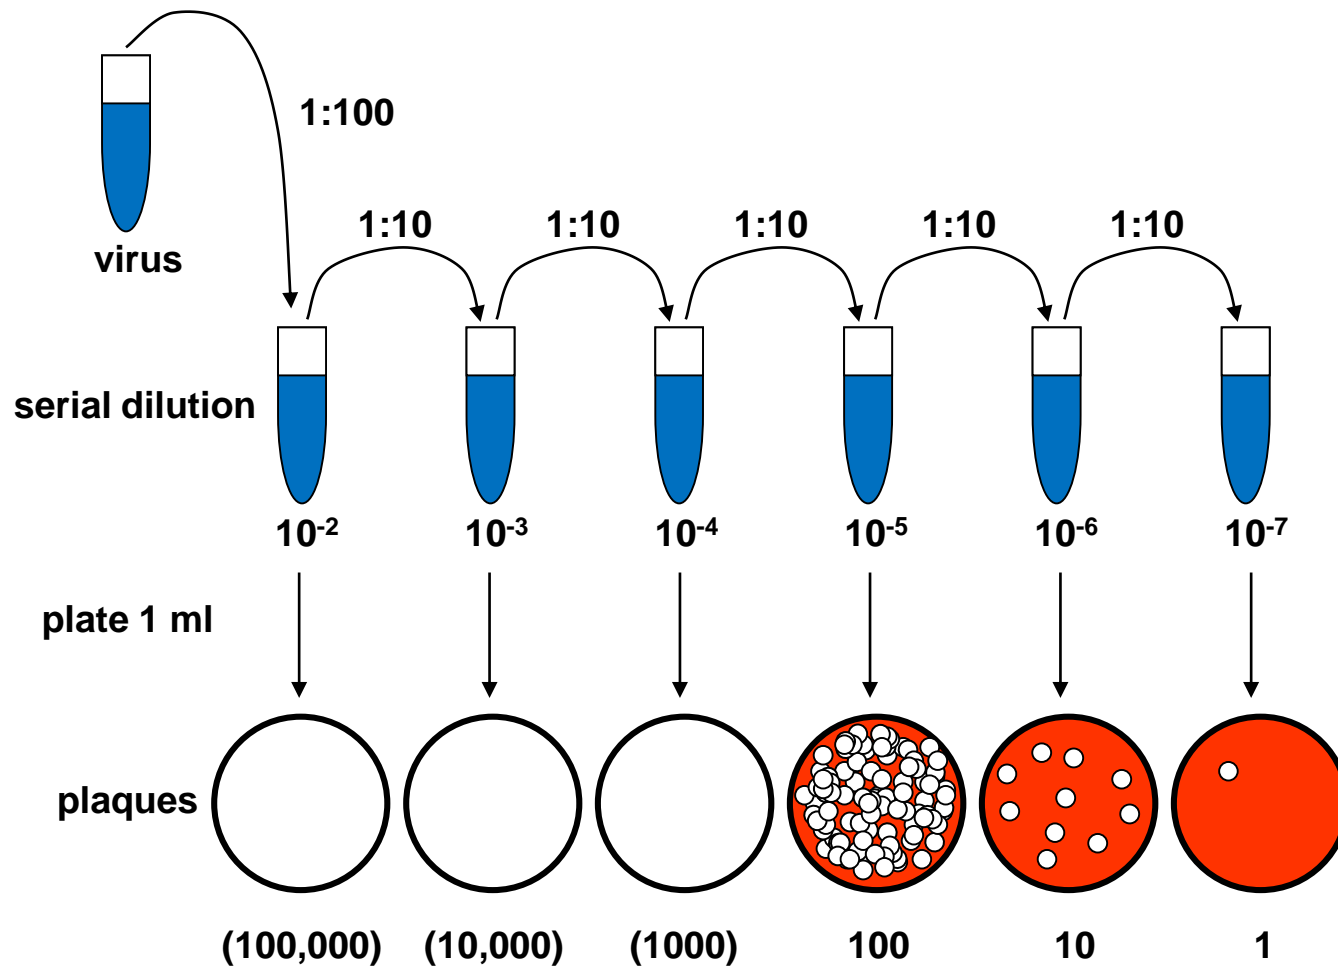 1:100
1:10 1:10 1:10 1:10 1:10
virus
serial dilution
10⁻² 10⁻³ 10⁻⁴ 10⁻⁵ 10⁻⁶ 10⁻⁷
plate 1 ml
plaques
(100,000) (10,000) (1000) 100 10 1